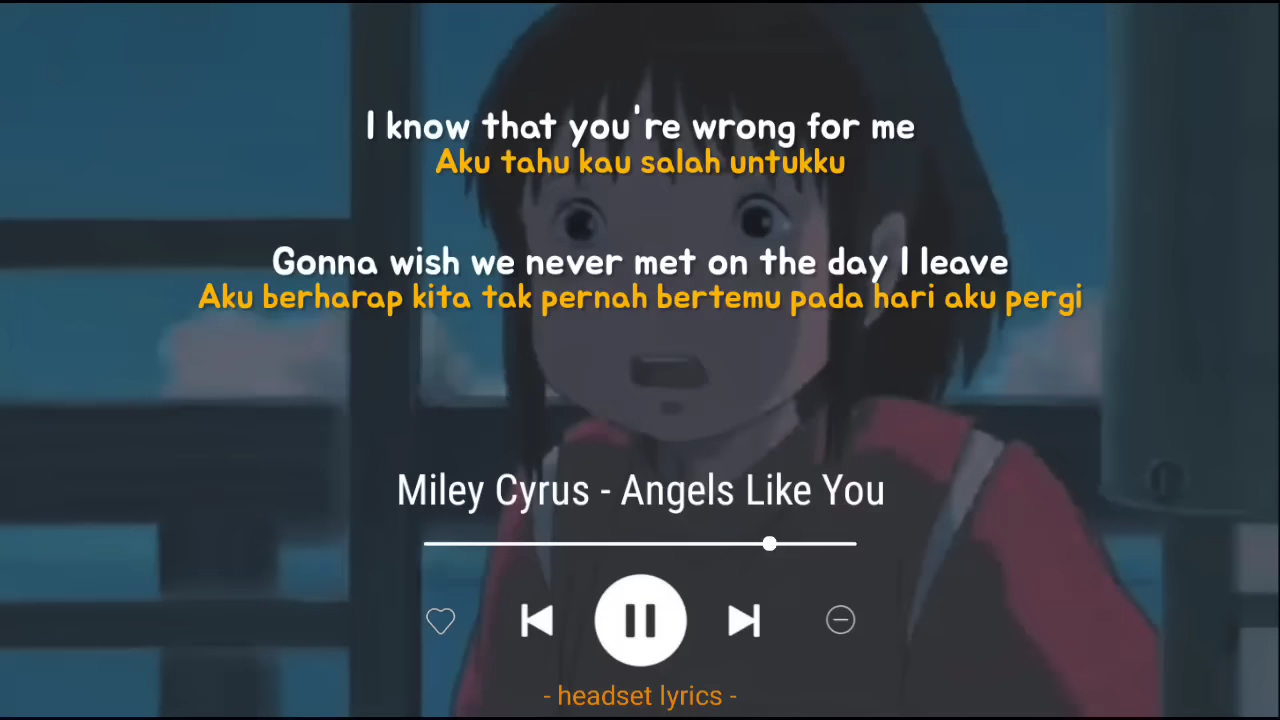 I know that you're wrong for me
Aku tahu kau salah untukku
Gonna wish we never met on the day I leave
Aku berharap kita tak pernah bertemu pada hari aku pergi
Miley Cyrus - Angels Like You
- headset lyrics -